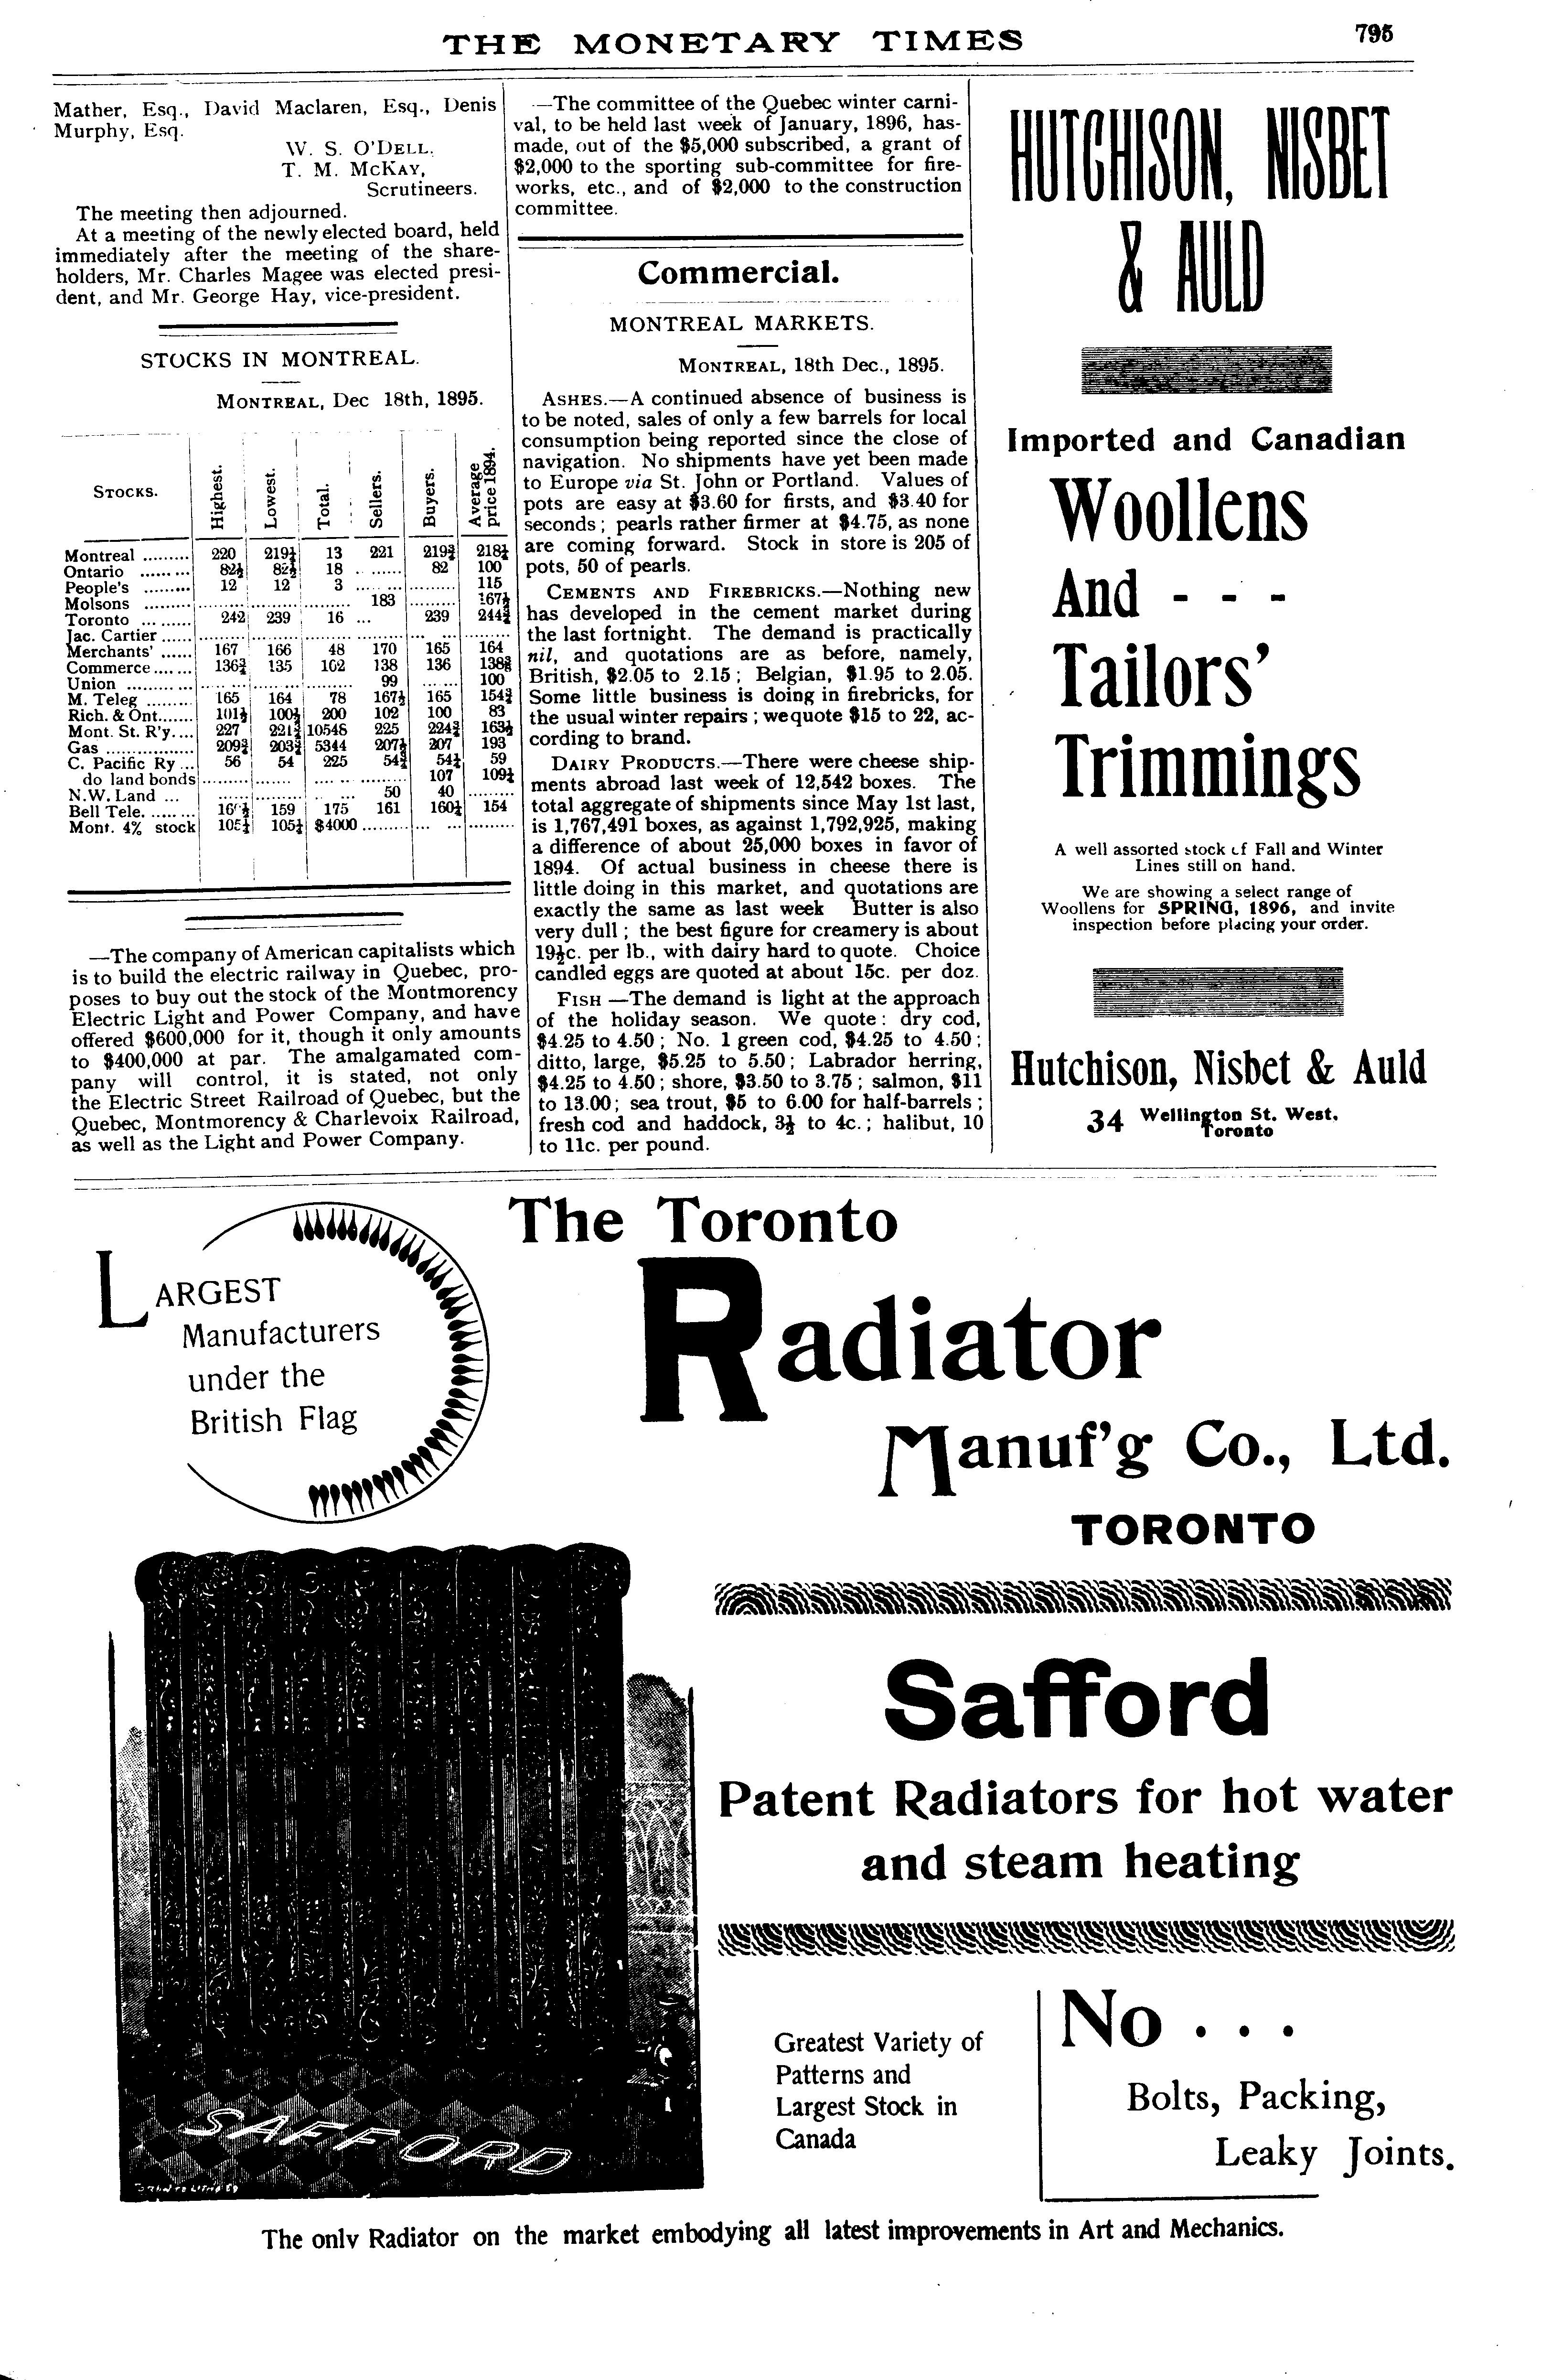 THE MONETARY TIMES
795
Mather, Esq., David Maclaren, Esq., Denis
Murphy, Esq.
W. S. O'Dell.
T. M. McKay,
Scrutineers.
The meeting then adjourned.
At a meeting of the newly elected board, held
immediately after the meeting of the share-
holders, Mr. Charles Magee was elected presi-
dent, and Mr. George Hay, vice-president.
STOCKS IN MONTREAL.
Montreal, Dec 18th, 1895.
Stocks. Highest. Lowest. Total. Sellers. Buyers. Average price 1894.
Montreal ......... 220 219½ 13 221 219¾ 218½
Ontario ......... 82½ 82½ 18 ........ 82 100
People's ......... 12 12 3 ........ ......... 115
Molsons ......... ........ ........ ........ 183 ........ 167½
Toronto ......... 242 239 16 ... 239 244¾
Jac. Cartier ...... ........ ........ ........ ........ ........ ........
Merchants' ...... 167 166 48 170 165 164
Commerce ...... 136¾ 135 102 138 136 138⅝
Union ........... ........ ........ ........ 99 ........ 100
M. Teleg ......... 165 164 78 167½ 165 154¾
Rich. & Ont....... 101½ 100½ 200 102 100 83
Mont. St. R'y.... 227 221¾ 10548 225 224¾ 163½
Gas ................ 209¾ 203¾ 5344 207½ 207 193
C. Pacific Ry ... 56 54 225 54¾ 54½ 59
do land bonds ........ ........ ........ ........ 107 109½
N.W. Land ... ........ ........ ........ 50 40 ........
Bell Tele. ........ 159 175 161 160½ 154
Mont. 4% stock 105½ 105½ $4000 ........ ........ ........
—The company of American capitalists which
is to build the electric railway in Quebec, pro-
poses to buy out the stock of the Montmorency
Electric Light and Power Company, and have
offered $600,000 for it, though it only amounts
to $400,000 at par. The amalgamated com-
pany will control, it is stated, not only
the Electric Street Railroad of Quebec, but the
Quebec, Montmorency & Charlevoix Railroad,
as well as the Light and Power Company.
—The committee of the Quebec winter carni-
val, to be held last week of January, 1896, has-
made, out of the $5,000 subscribed, a grant of
$2,000 to the sporting sub-committee for fire-
works, etc., and of $2,000 to the construction
committee.
Commercial.
MONTREAL MARKETS.
Montreal, 18th Dec., 1895.
Ashes.—A continued absence of business is
to be noted, sales of only a few barrels for local
consumption being reported since the close of
navigation. No shipments have yet been made
to Europe via St. John or Portland. Values of
pots are easy at $3.60 for firsts, and $3.40 for
seconds; pearls rather firmer at $4.75, as none
are coming forward. Stock in store is 205 of
pots, 50 of pearls.
Cements and Firebricks.—Nothing new
has developed in the cement market during
the last fortnight. The demand is practically
nil, and quotations are as before, namely,
British, $2.05 to 2.15; Belgian, $1.95 to 2.05.
Some little business is doing in firebricks, for
the usual winter repairs; we quote $15 to 22, ac-
cording to brand.
Dairy Products.—There were cheese ship-
ments abroad last week of 12,542 boxes. The
total aggregate of shipments since May 1st last,
is 1,767,491 boxes, as against 1,792,925, making
a difference of about 25,000 boxes in favor of
1894. Of actual business in cheese there is
little doing in this market, and quotations are
exactly the same as last week Butter is also
very dull; the best figure for creamery is about
19½c. per lb., with dairy hard to quote. Choice
candled eggs are quoted at about 15c. per doz.
Fish —The demand is light at the approach
of the holiday season. We quote: dry cod,
$4.25 to 4.50; No. 1 green cod, $4.25 to 4.50;
ditto, large, $5.25 to 5.50; Labrador herring,
$4.25 to 4.50; shore, $3.50 to 3.75; salmon, $11
to 13.00; sea trout, $5 to 6.00 for half-barrels;
fresh cod and haddock, 3½ to 4c.; halibut, 10
to 11c. per pound.
HUTCHISON, NISBET
& AULD
Imported and Canadian
Woollens
And - - -
Tailors'
Trimmings
A well assorted stock of Fall and Winter
Lines still on hand.
We are showing a select range of
Woollens for SPRING, 1896, and invite
inspection before placing your order.
Hutchison, Nisbet & Auld
34 Wellington St. West,
Toronto
LARGEST
Manufacturers
under the
British Flag
The Toronto
Radiator
Manuf'g Co., Ltd.
TORONTO
Safford
Patent Radiators for hot water
and steam heating
SAFFORD
Greatest Variety of
Patterns and
Largest Stock in
Canada
No . . .
Bolts, Packing,
Leaky Joints.
The only Radiator on the market embodying all latest improvements in Art and Mechanics.